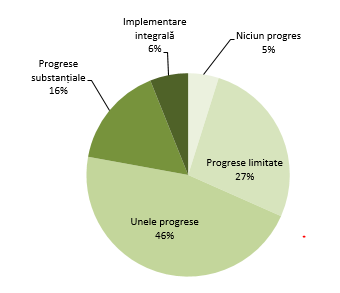 Implementare
integrală
6%
Niciun progres
5%
Progrese
substanțiale
16%
Progrese limitate
27%
Unele progrese
46%